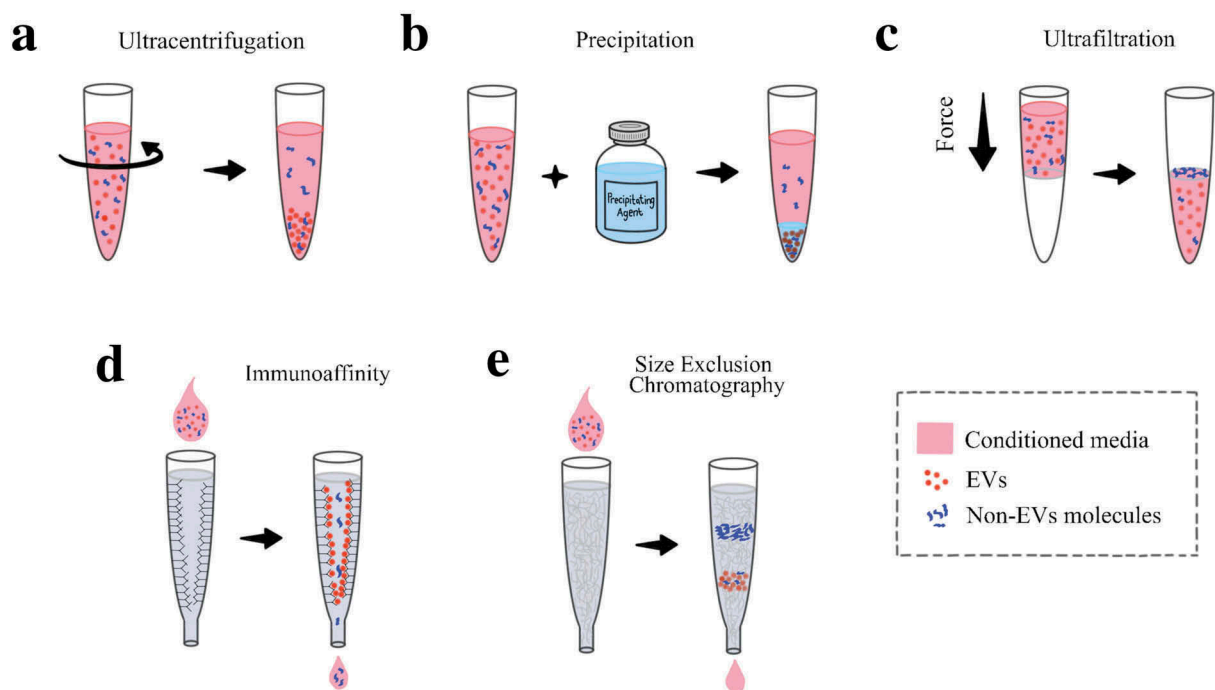 a
Ultracentrifugation
b
Precipitation
Precipitating
Agent
c
Ultrafiltration
Force
d
Immunoaffinity
e
Size Exclusion
Chromatography
Conditioned media
EVs
Non-EVs molecules